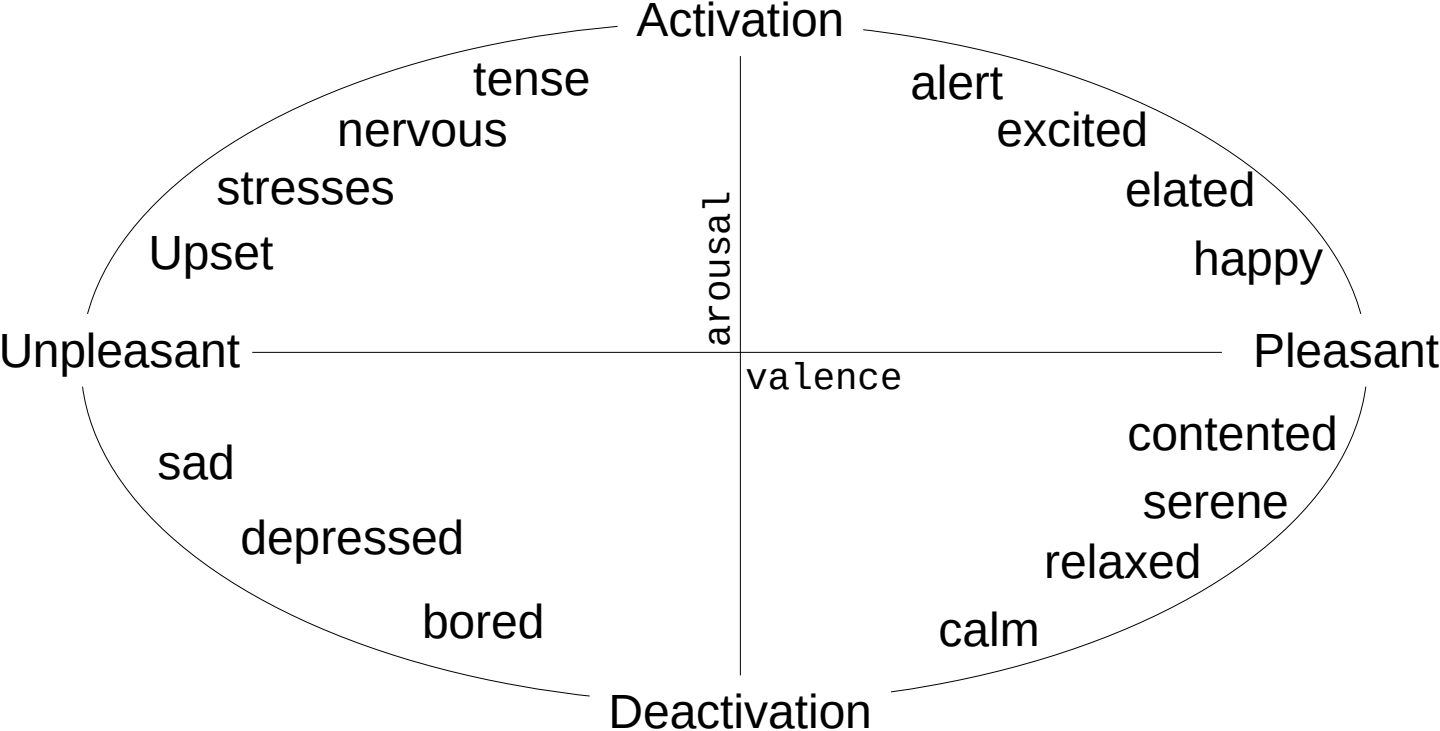 Activation
tense
alert
nervous
excited
stresses
elated
Upset
happy
arousal
Unpleasant
Pleasant
valence
contented
sad
serene
depressed
relaxed
bored
calm
Deactivation